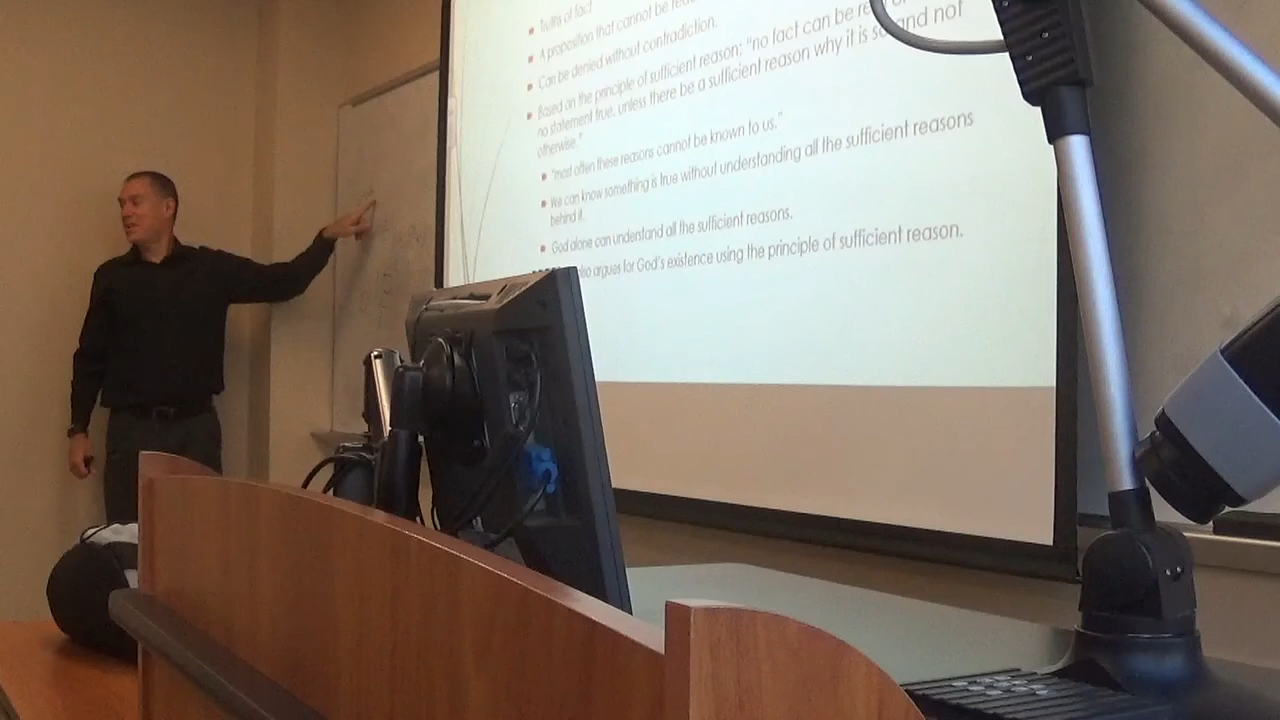 Truths of fact
A proposition that cannot be
Can be denied without contradiction.
Based on the principle of sufficient reason: "no fact can be or
no statement true, unless there be a sufficient reason why it is so and not
otherwise."
"most often these reasons cannot be known to us."
We can know something is true without understanding all the sufficient reasons
behind it.
God alone can understand all the sufficient reasons.
argues for God's existence using the principle of sufficient reason.